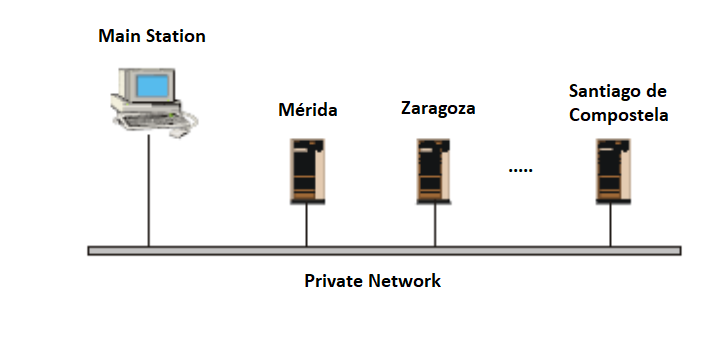 Main Station
Mérida
Zaragoza
Santiago de
Compostela
.....
Private Network